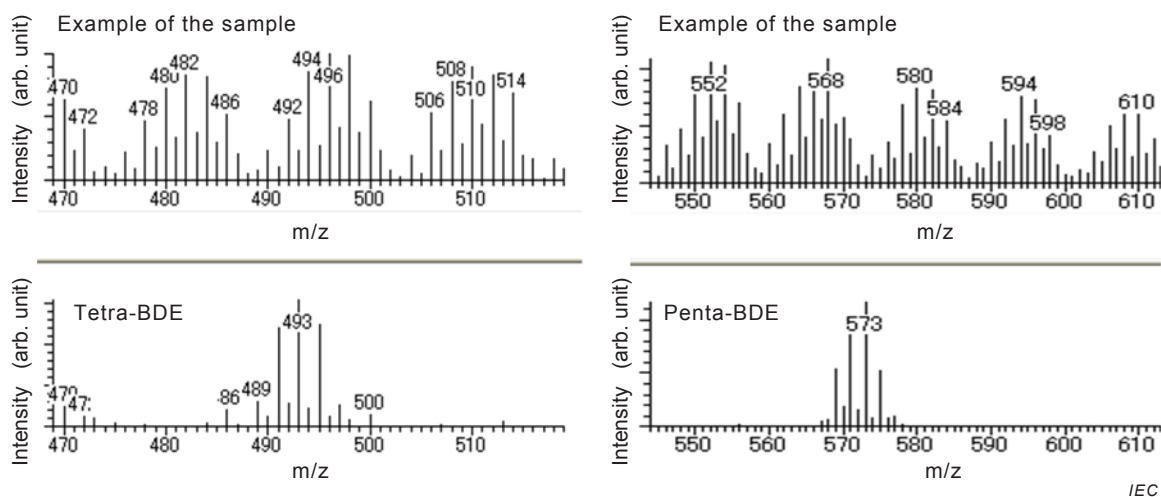 Example of the sample
Intensity (arb. unit)
470 472 478 480 482 486 492 494 496 506 508 510 514
470 480 490 500 510
m/z
Example of the sample
Intensity (arb. unit)
552 568 580 584 594 598 610
550 560 570 580 590 600 610
m/z
Tetra-BDE
Intensity (arb. unit)
489 493 500
470 480 490 500 510
m/z
Penta-BDE
Intensity (arb. unit)
573
550 560 570 580 590 600 610
m/z
IEC